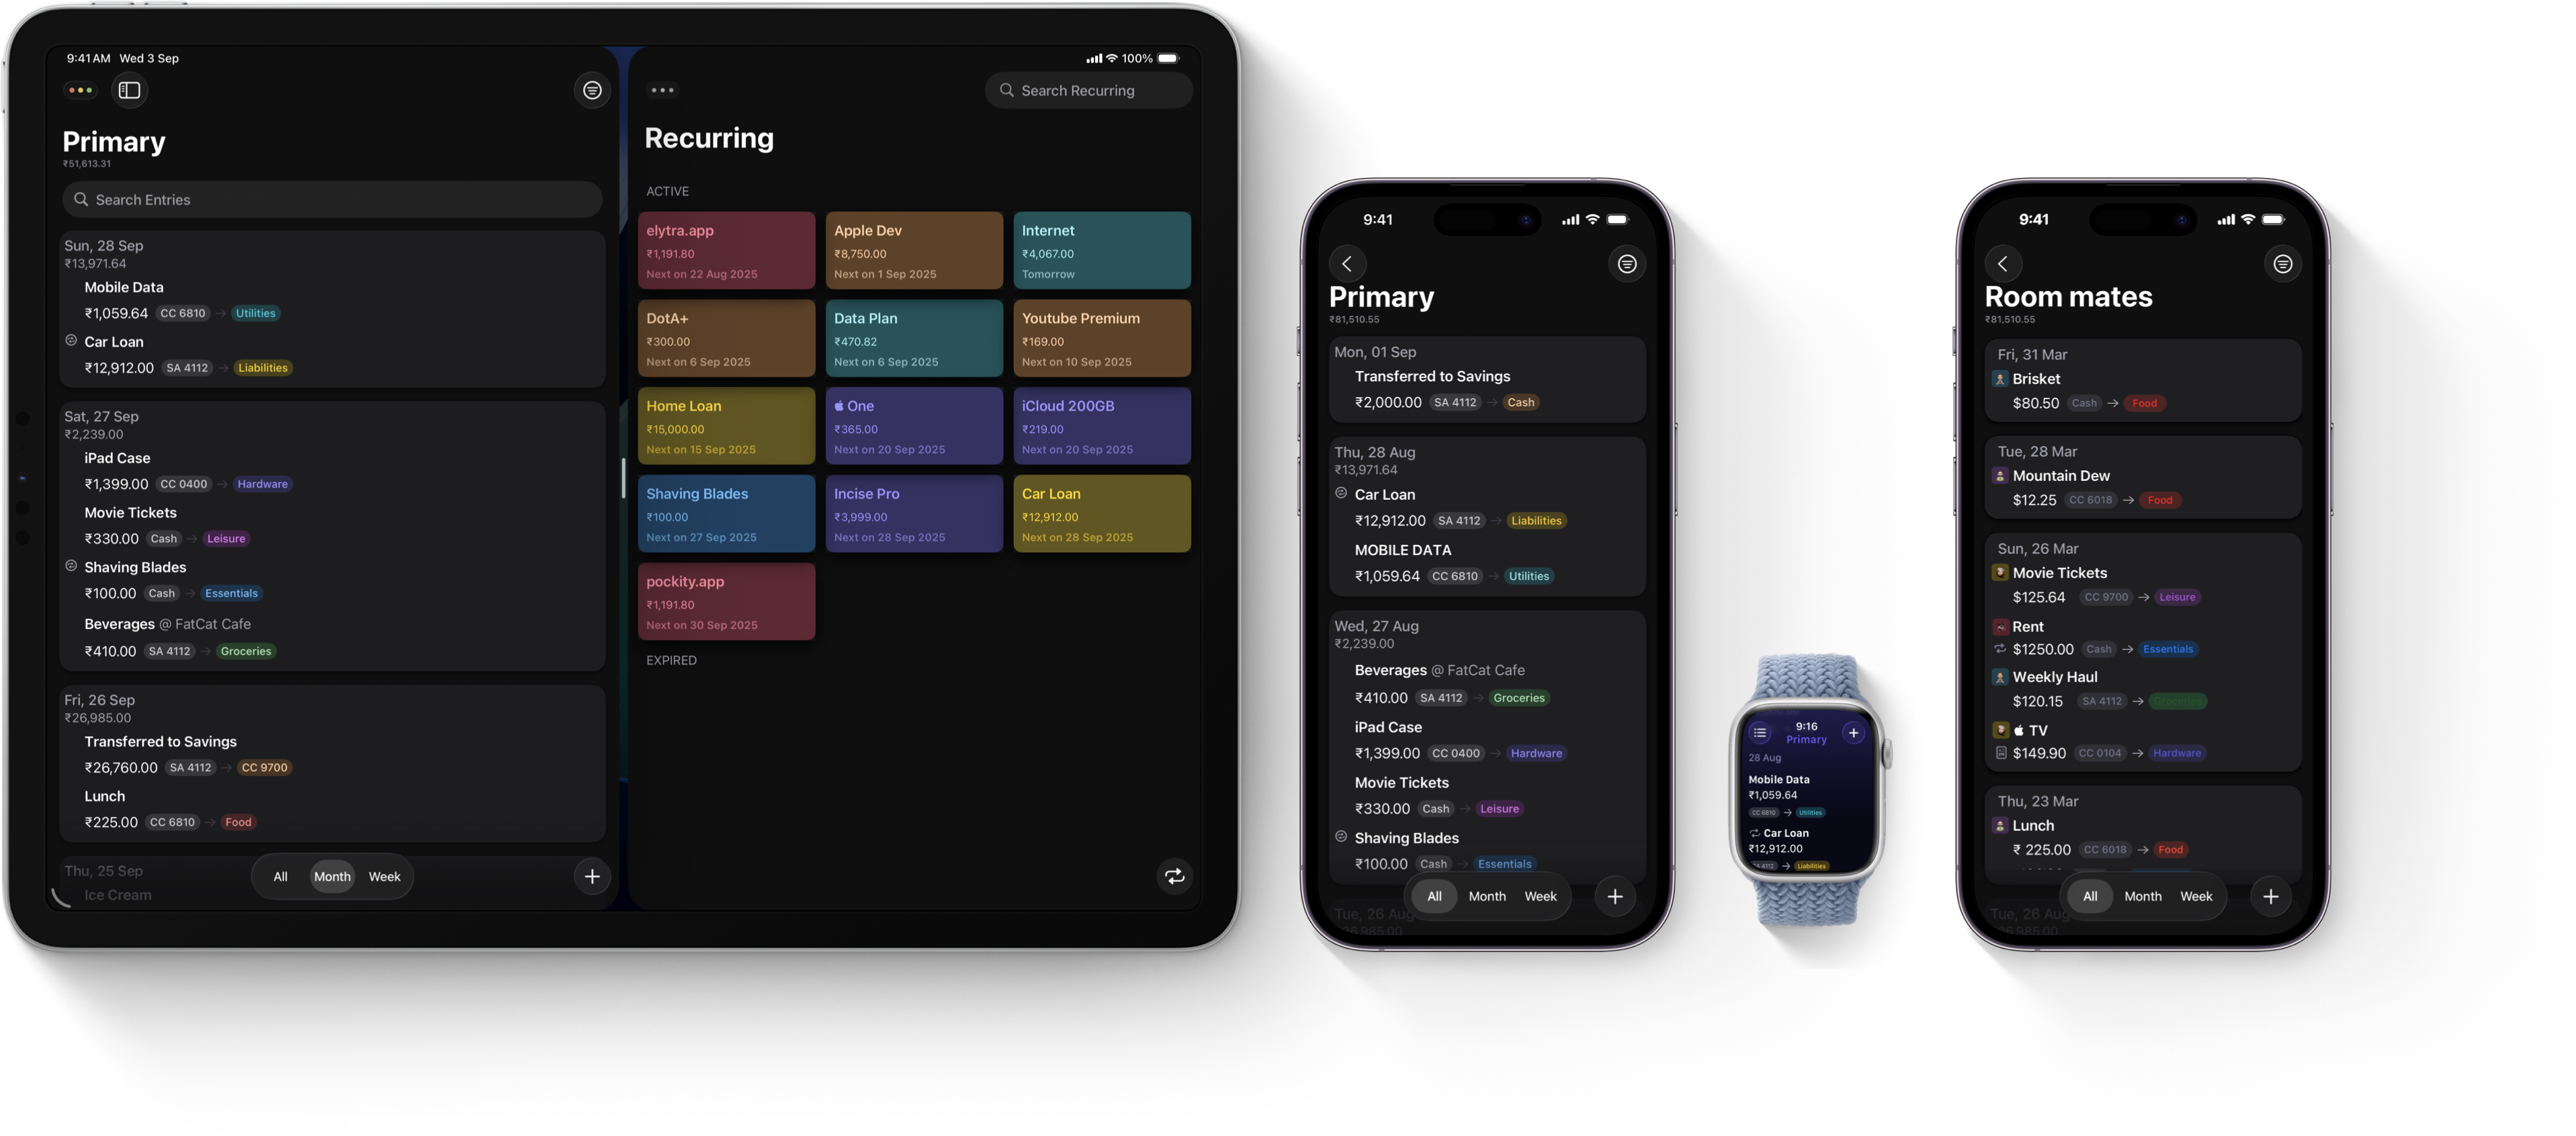 9:41 AM Wed 3 Sep
100%
Primary
₹51,613.31
Search Entries
Sun, 28 Sep
₹13,971.64
Mobile Data
₹1,059.64 CC 6810 → Utilities
Car Loan
₹12,912.00 SA 4112 → Liabilities
Sat, 27 Sep
₹2,239.00
iPad Case
₹1,399.00 CC 0400 → Hardware
Movie Tickets
₹330.00 Cash → Leisure
Shaving Blades
₹100.00 Cash → Essentials
Beverages @ FatCat Cafe
₹410.00 SA 4112 → Groceries
Fri, 26 Sep
₹26,985.00
Transferred to Savings
₹26,760.00 SA 4112 → CC 9700
Lunch
₹225.00 CC 6810 → Food
Thu, 25 Sep
Ice Cream
All Month Week
Search Recurring
Recurring
ACTIVE
elytra.app
₹1,191.80
Next on 22 Aug 2025
Apple Dev
₹8,750.00
Next on 1 Sep 2025
Internet
₹4,067.00
Tomorrow
DotA+
₹300.00
Next on 6 Sep 2025
Data Plan
₹470.82
Next on 6 Sep 2025
Youtube Premium
₹169.00
Next on 10 Sep 2025
Home Loan
₹15,000.00
Next on 15 Sep 2025
One
₹365.00
Next on 20 Sep 2025
iCloud 200GB
₹219.00
Next on 20 Sep 2025
Shaving Blades
₹100.00
Next on 27 Sep 2025
Incise Pro
₹3,999.00
Next on 28 Sep 2025
Car Loan
₹12,912.00
Next on 28 Sep 2025
pockity.app
₹1,191.80
Next on 30 Sep 2025
EXPIRED
9:41
Primary
₹81,510.55
Mon, 01 Sep
Transferred to Savings
₹2,000.00 SA 4112 → Cash
Thu, 28 Aug
₹13,971.64
Car Loan
₹12,912.00 SA 4112 → Liabilities
MOBILE DATA
₹1,059.64 CC 6810 → Utilities
Wed, 27 Aug
₹2,239.00
Beverages @ FatCat Cafe
₹410.00 SA 4112 → Groceries
iPad Case
₹1,399.00 CC 0400 → Hardware
Movie Tickets
₹330.00 Cash → Leisure
Shaving Blades
₹100.00 Cash → Essentials
Tue, 26 Aug
All Month Week
9:16
Primary
28 Aug
Mobile Data
₹1,059.64
CC 6810 → Utilities
Car Loan
₹12,912.00
SA 4112 → Liabilities
9:41
Room mates
₹81,510.55
Fri, 31 Mar
Brisket
$80.50 Cash → Food
Tue, 28 Mar
Mountain Dew
$12.25 CC 6018 → Food
Sun, 26 Mar
Movie Tickets
$125.64 CC 9700 → Leisure
Rent
$1250.00 Cash → Essentials
Weekly Haul
$120.15 SA 4112 → Groceries
TV
$149.90 CC 0104 → Hardware
Thu, 23 Mar
Lunch
₹ 225.00 CC 6018 → Food
Tue, 26 Aug
All Month Week